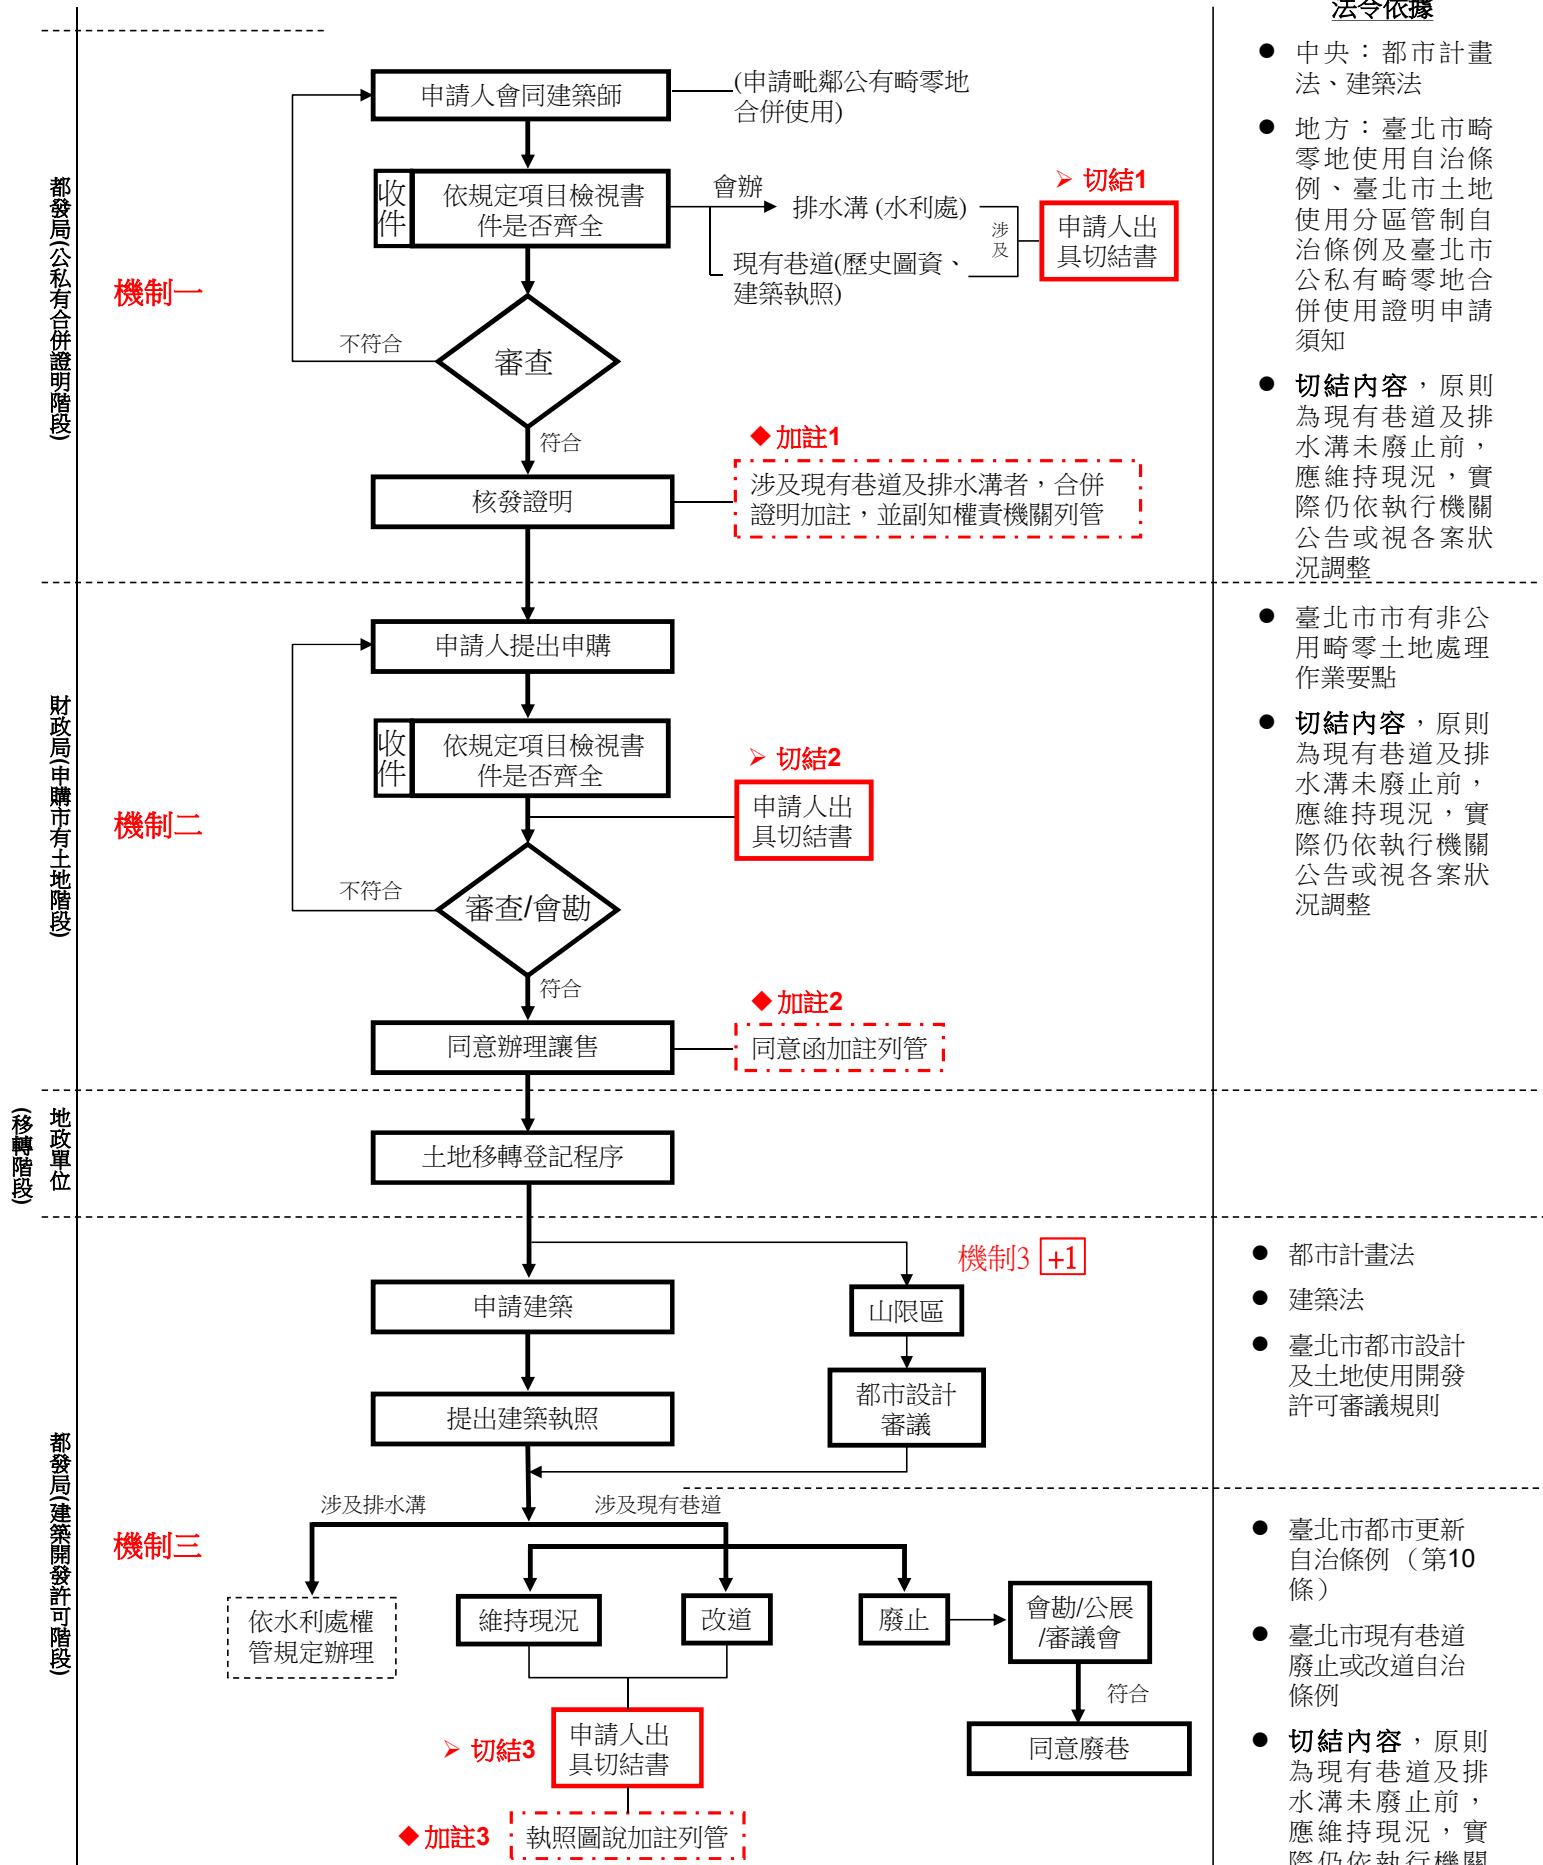 法令依據
都發局(公私有合併證明階段)
機制一
申請人會同建築師
(申請毗鄰公有畸零地
合併使用)
收
件
依規定項目檢視書
件是否齊全
會辦
排水溝 (水利處)
現有巷道(歷史圖資、
建築執照)
涉
及
➢ 切結1
申請人出
具切結書
不符合
審查
符合
核發證明
◆ 加註1
涉及現有巷道及排水溝者，合併
證明加註，並副知權責機關列管
● 中央：都市計畫
法、建築法
● 地方：臺北市畸
零地使用自治條
例、臺北市土地
使用分區管制自
治條例及臺北市
公私有畸零地合
併使用證明申請
須知
● 切結內容，原則
為現有巷道及排
水溝未廢止前，
應維持現況，實
際仍依執行機關
公告或視各案狀
況調整
財政局(申購市有土地階段)
機制二
申請人提出申購
收
件
依規定項目檢視書
件是否齊全
➢ 切結2
申請人出
具切結書
不符合
審查/會勘
符合
同意辦理讓售
◆ 加註2
同意函加註列管
● 臺北市市有非公
用畸零土地處理
作業要點
● 切結內容，原則
為現有巷道及排
水溝未廢止前，
應維持現況，實
際仍依執行機關
公告或視各案狀
況調整
地政單位
(移轉階段)
土地移轉登記程序
都發局(建築開發許可階段)
機制三
機制3 +1
申請建築
山限區
提出建築執照
都市設計
審議
涉及排水溝
涉及現有巷道
依水利處權
管規定辦理
維持現況
改道
廢止
會勘/公展
/審議會
符合
同意廢巷
➢ 切結3
申請人出
具切結書
◆ 加註3
執照圖說加註列管
● 都市計畫法
● 建築法
● 臺北市都市設計
及土地使用開發
許可審議規則
● 臺北市都市更新
自治條例（第10
條）
● 臺北市現有巷道
廢止或改道自治
條例
● 切結內容，原則
為現有巷道及排
水溝未廢止前，
應維持現況，實
際仍依執行機關